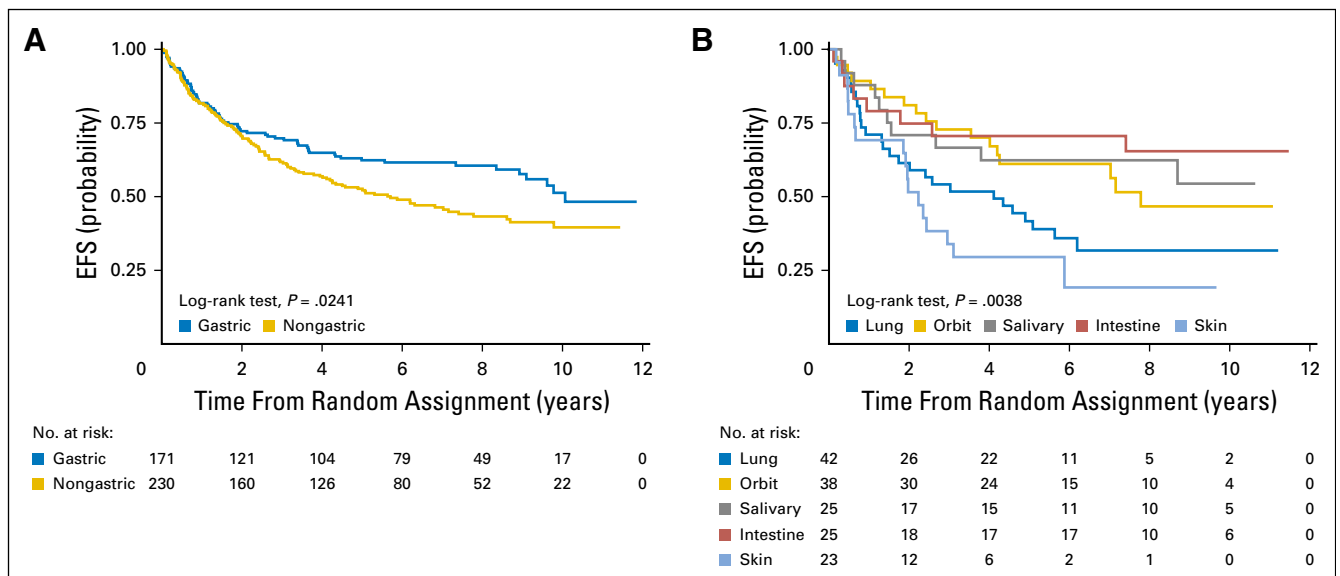 A
1.00
0.75
0.50
0.25
EFS (probability)
Log-rank test, P = .0241
Gastric Nongastric
0 2 4 6 8 10 12
Time From Random Assignment (years)
No. at risk:
Gastric 171 121 104 79 49 17 0
Nongastric 230 160 126 80 52 22 0
B
1.00
0.75
0.50
0.25
EFS (probability)
Log-rank test, P = .0038
Lung Orbit Salivary Intestine Skin
0 2 4 6 8 10 12
Time From Random Assignment (years)
No. at risk:
Lung 42 26 22 11 5 2 0
Orbit 38 30 24 15 10 4 0
Salivary 25 17 15 11 10 5 0
Intestine 25 18 17 17 10 6 0
Skin 23 12 6 2 1 0 0